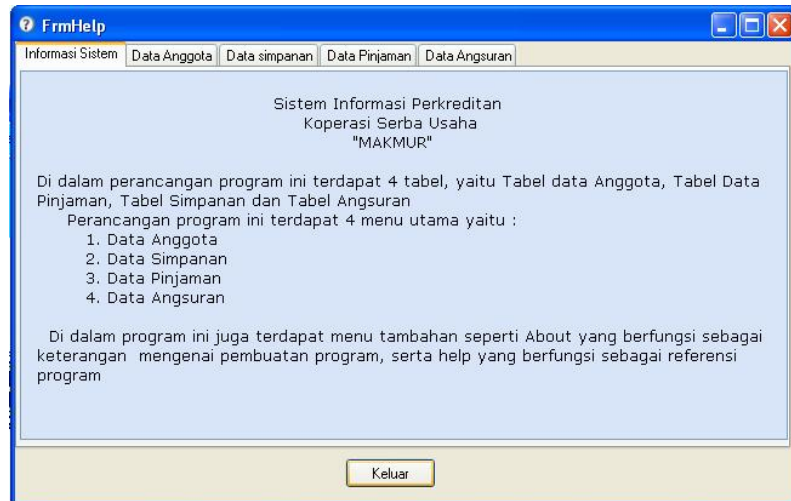 FrmHelp
Informasi Sistem Data Anggota Data simpanan Data Pinjaman Data Angsuran
Sistem Informasi Perkreditan
Koperasi Serba Usaha
"MAKMUR"
Di dalam perancangan program ini terdapat 4 tabel, yaitu Tabel data Anggota, Tabel Data
Pinjaman, Tabel Simpanan dan Tabel Angsuran
Perancangan program ini terdapat 4 menu utama yaitu :
1. Data Anggota
2. Data Simpanan
3. Data Pinjaman
4. Data Angsuran
Di dalam program ini juga terdapat menu tambahan seperti About yang berfungsi sebagai
keterangan mengenai pembuatan program, serta help yang berfungsi sebagai referensi
program
Keluar